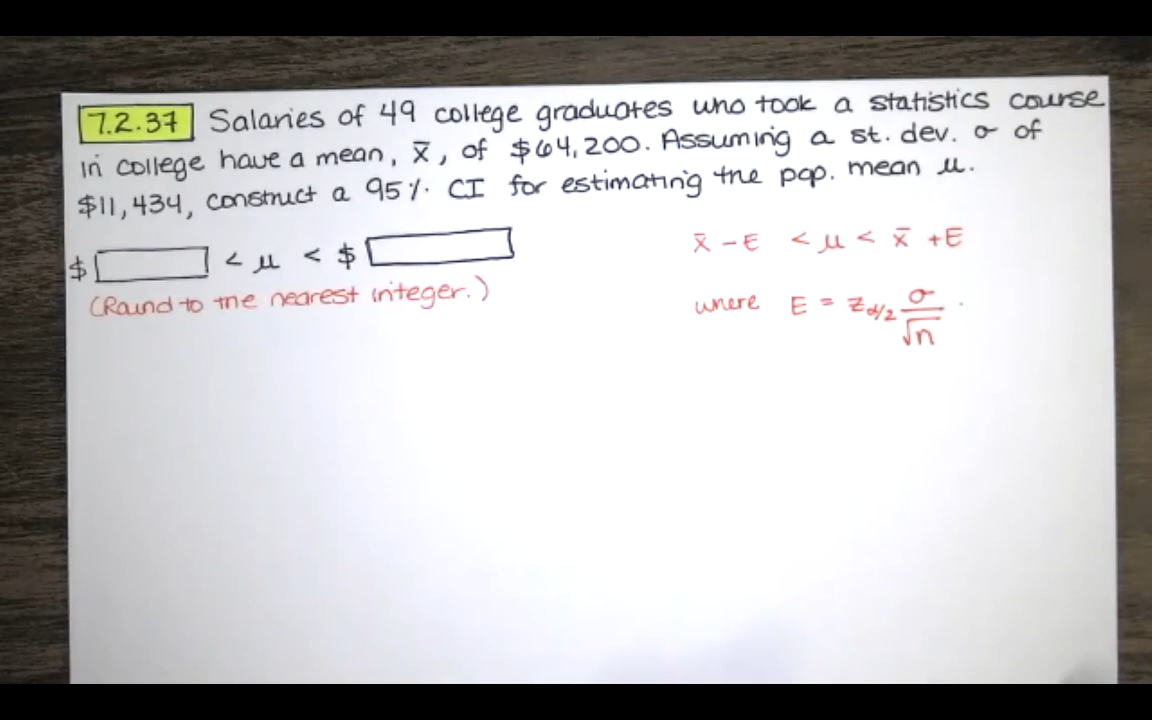 7.2.37 Salaries of 49 college graduates who took a statistics course
in college have a mean, x̄, of $64,200. Assuming a st. dev. σ of
$11,434, construct a 95% CI for estimating the pop. mean μ.
$ < μ < $
(Round to the nearest integer.)
x̄ - E < μ < x̄ + E
where E = z α/2 σ/√n .